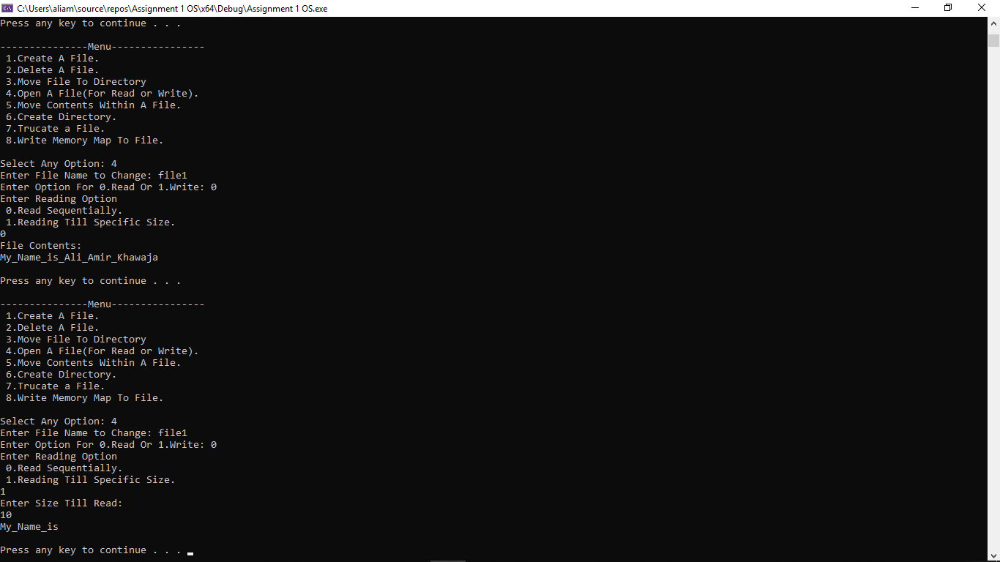 C:\Users\aliam\source\repos\Assignment 1 OS\x64\Debug\Assignment 1 OS.exe
Press any key to continue . . .
---------------Menu----------------
1.Create A File.
2.Delete A File.
3.Move File To Directory
4.Open A File(For Read or Write).
5.Move Contents Within A File.
6.Create Directory.
7.Trucate a File.
8.Write Memory Map To File.
Select Any Option: 4
Enter File Name to Change: file1
Enter Option For 0.Read Or 1.Write: 0
Enter Reading Option
0.Read Sequentially.
1.Reading Till Specific Size.
0
File Contents:
My_Name_is_Ali_Amir_Khawaja
Press any key to continue . . .
---------------Menu----------------
1.Create A File.
2.Delete A File.
3.Move File To Directory
4.Open A File(For Read or Write).
5.Move Contents Within A File.
6.Create Directory.
7.Trucate a File.
8.Write Memory Map To File.
Select Any Option: 4
Enter File Name to Change: file1
Enter Option For 0.Read Or 1.Write: 0
Enter Reading Option
0.Read Sequentially.
1.Reading Till Specific Size.
1
Enter Size Till Read:
10
My_Name_is
Press any key to continue . . .